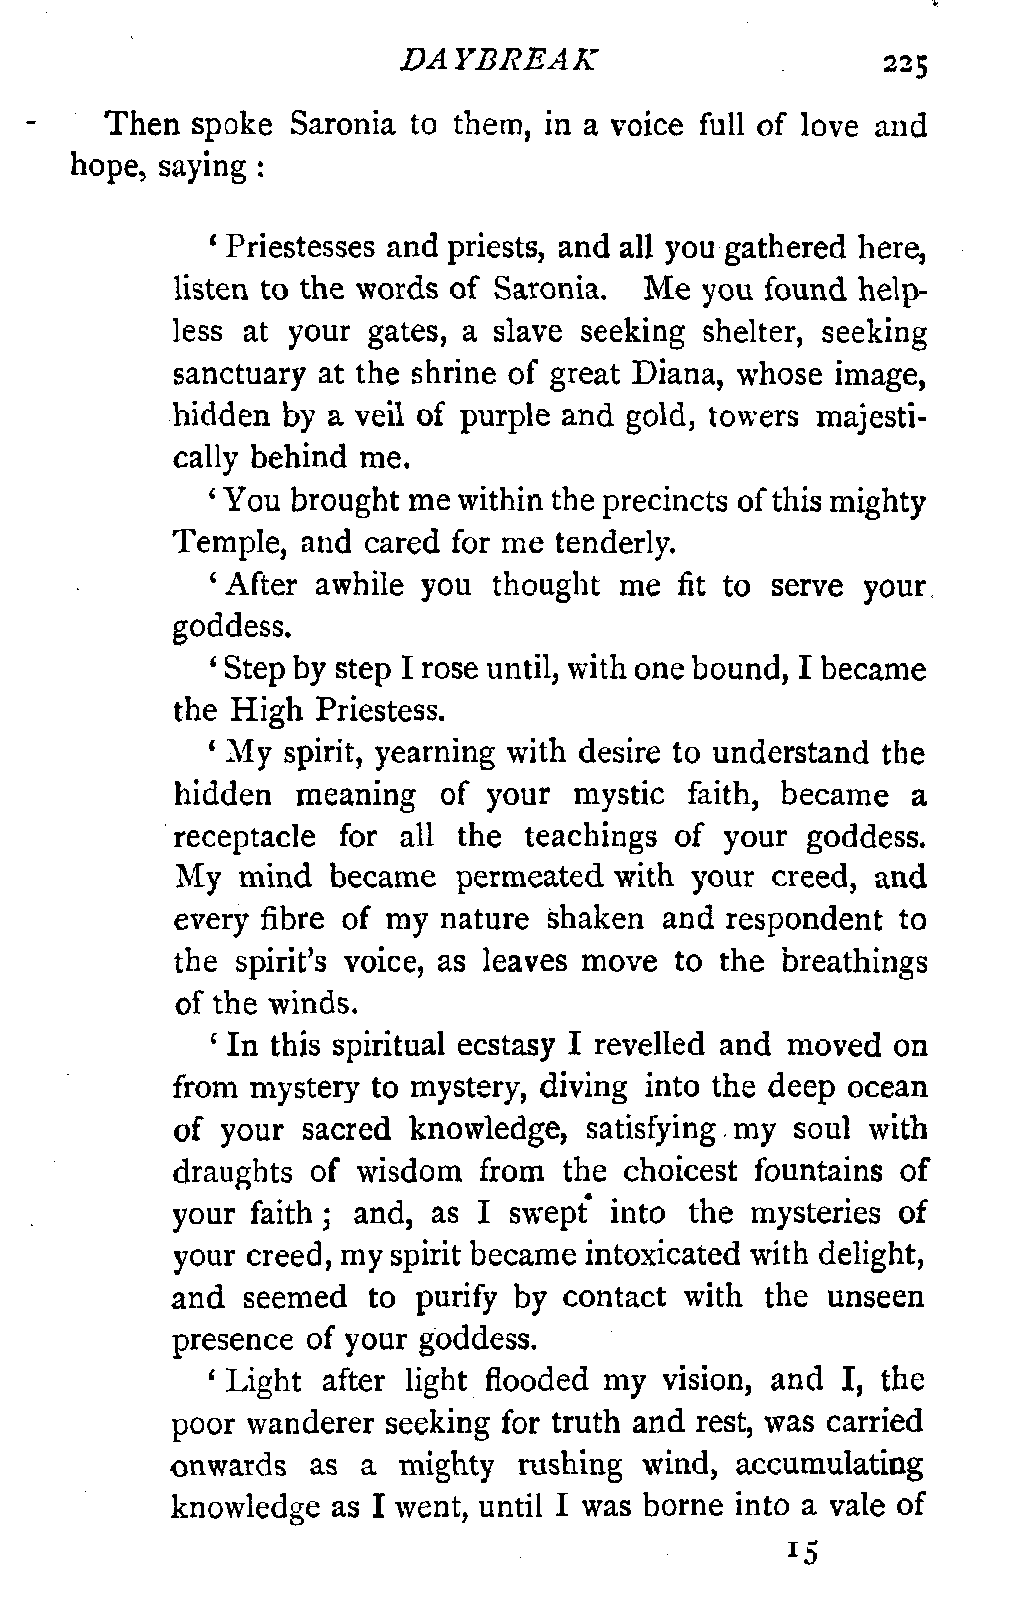 DAYBREAK 225
Then spoke Saronia to them, in a voice full of love and
hope, saying :
‘ Priestesses and priests, and all you gathered here,
listen to the words of Saronia. Me you found help-
less at your gates, a slave seeking shelter, seeking
sanctuary at the shrine of great Diana, whose image,
hidden by a veil of purple and gold, towers majesti-
cally behind me.
‘ You brought me within the precincts of this mighty
Temple, and cared for me tenderly.
‘ After awhile you thought me fit to serve your
goddess.
‘ Step by step I rose until, with one bound, I became
the High Priestess.
‘ My spirit, yearning with desire to understand the
hidden meaning of your mystic faith, became a
receptacle for all the teachings of your goddess.
My mind became permeated with your creed, and
every fibre of my nature shaken and respondent to
the spirit’s voice, as leaves move to the breathings
of the winds.
‘ In this spiritual ecstasy I revelled and moved on
from mystery to mystery, diving into the deep ocean
of your sacred knowledge, satisfying my soul with
draughts of wisdom from the choicest fountains of
your faith ; and, as I swept into the mysteries of
your creed, my spirit became intoxicated with delight,
and seemed to purify by contact with the unseen
presence of your goddess.
‘ Light after light flooded my vision, and I, the
poor wanderer seeking for truth and rest, was carried
onwards as a mighty rushing wind, accumulating
knowledge as I went, until I was borne into a vale of
15